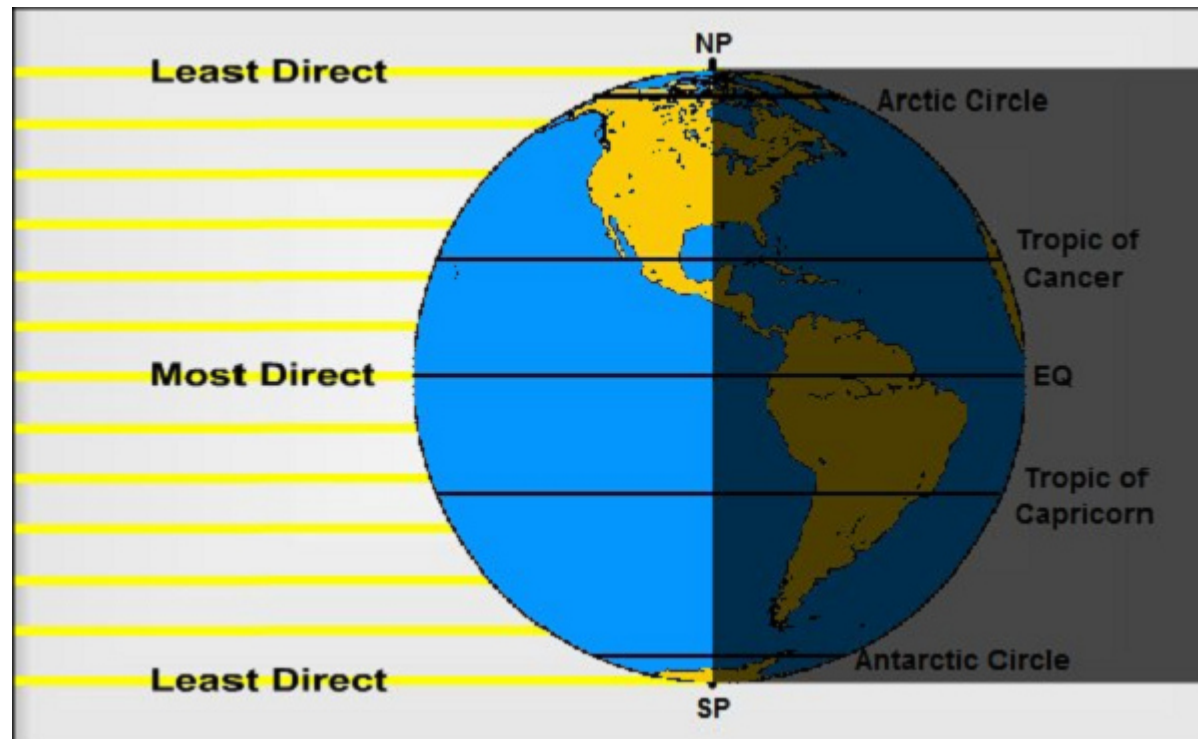 NP
Least Direct
Arctic Circle
Tropic of
Cancer
Most Direct
EQ
Tropic of
Capricorn
Antarctic Circle
Least Direct
SP